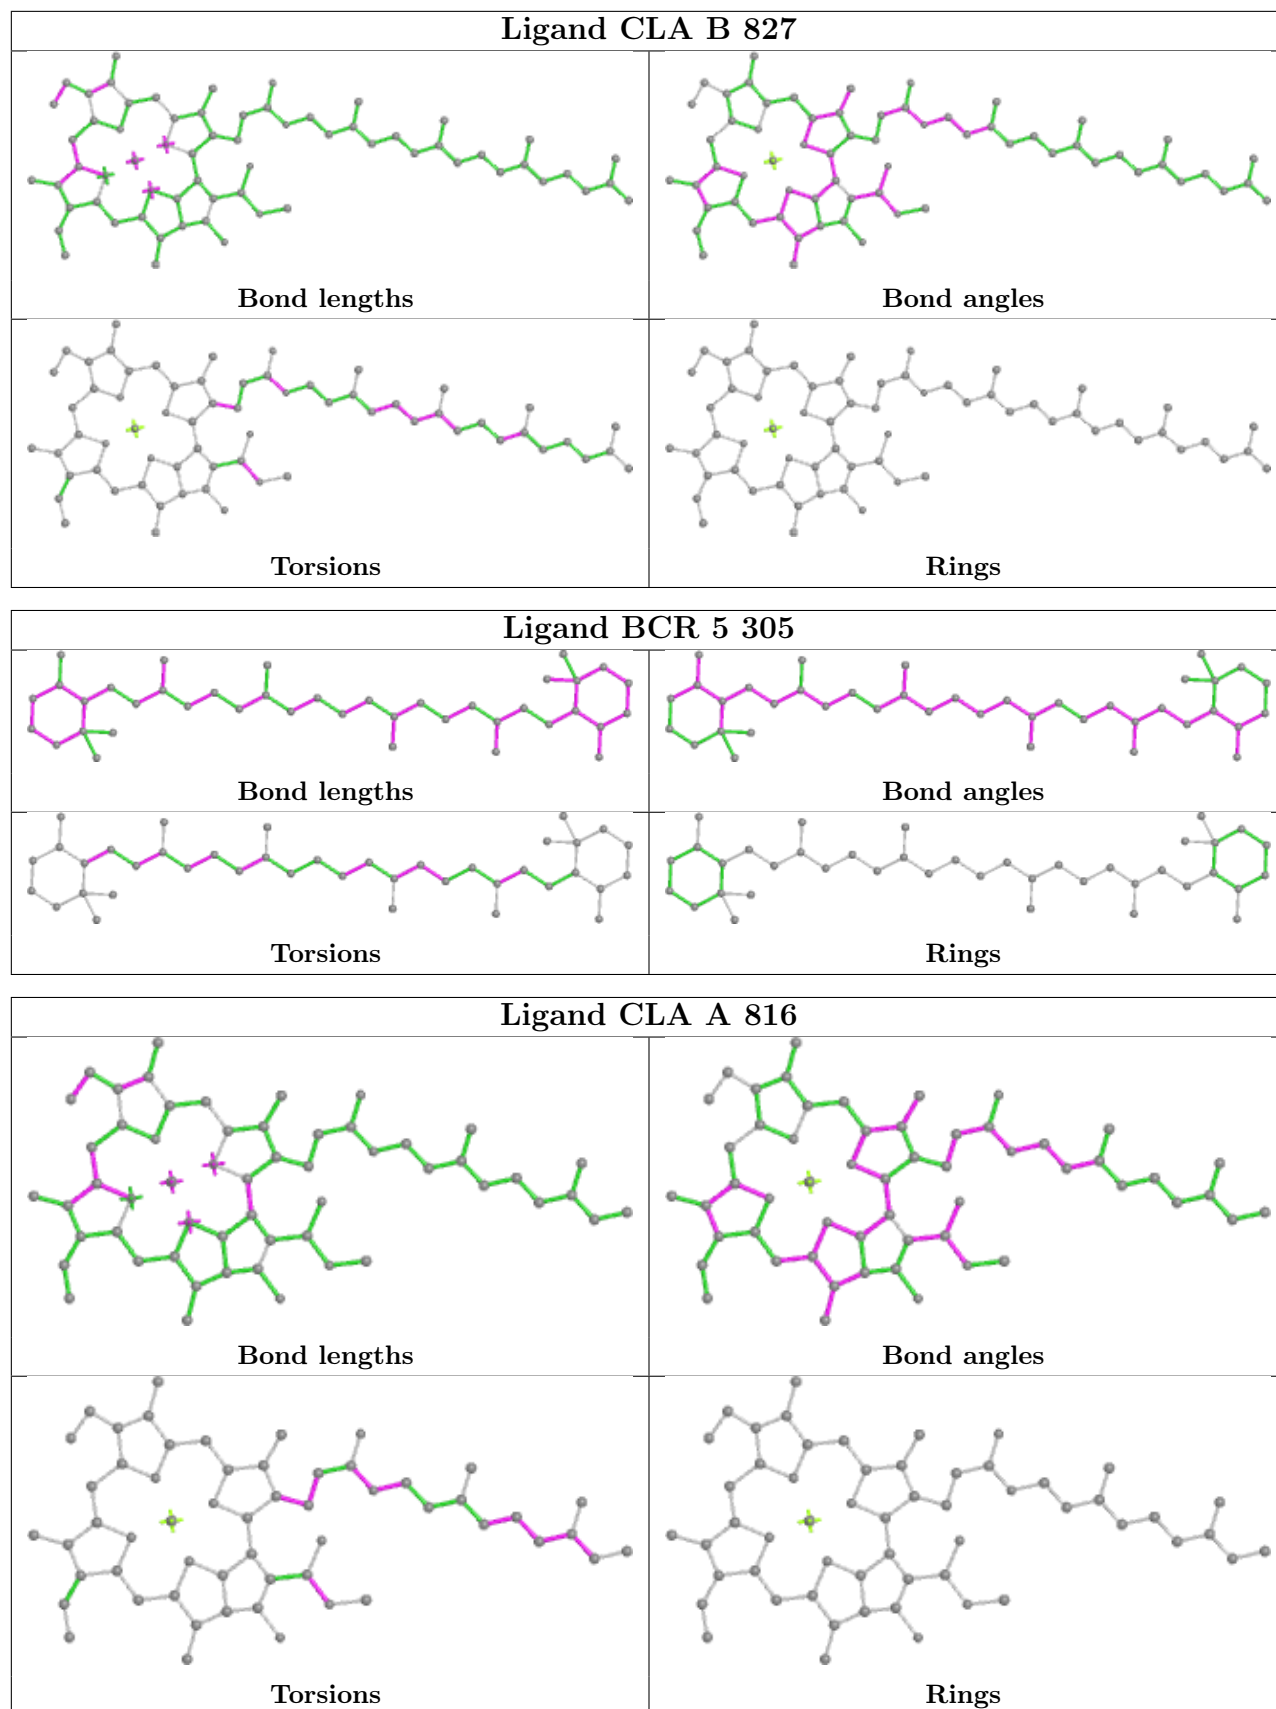 Ligand CLA B 827
Bond lengths
Bond angles
Torsions
Rings
Ligand BCR 5 305
Bond lengths
Bond angles
Torsions
Rings
Ligand CLA A 816
Bond lengths
Bond angles
Torsions
Rings